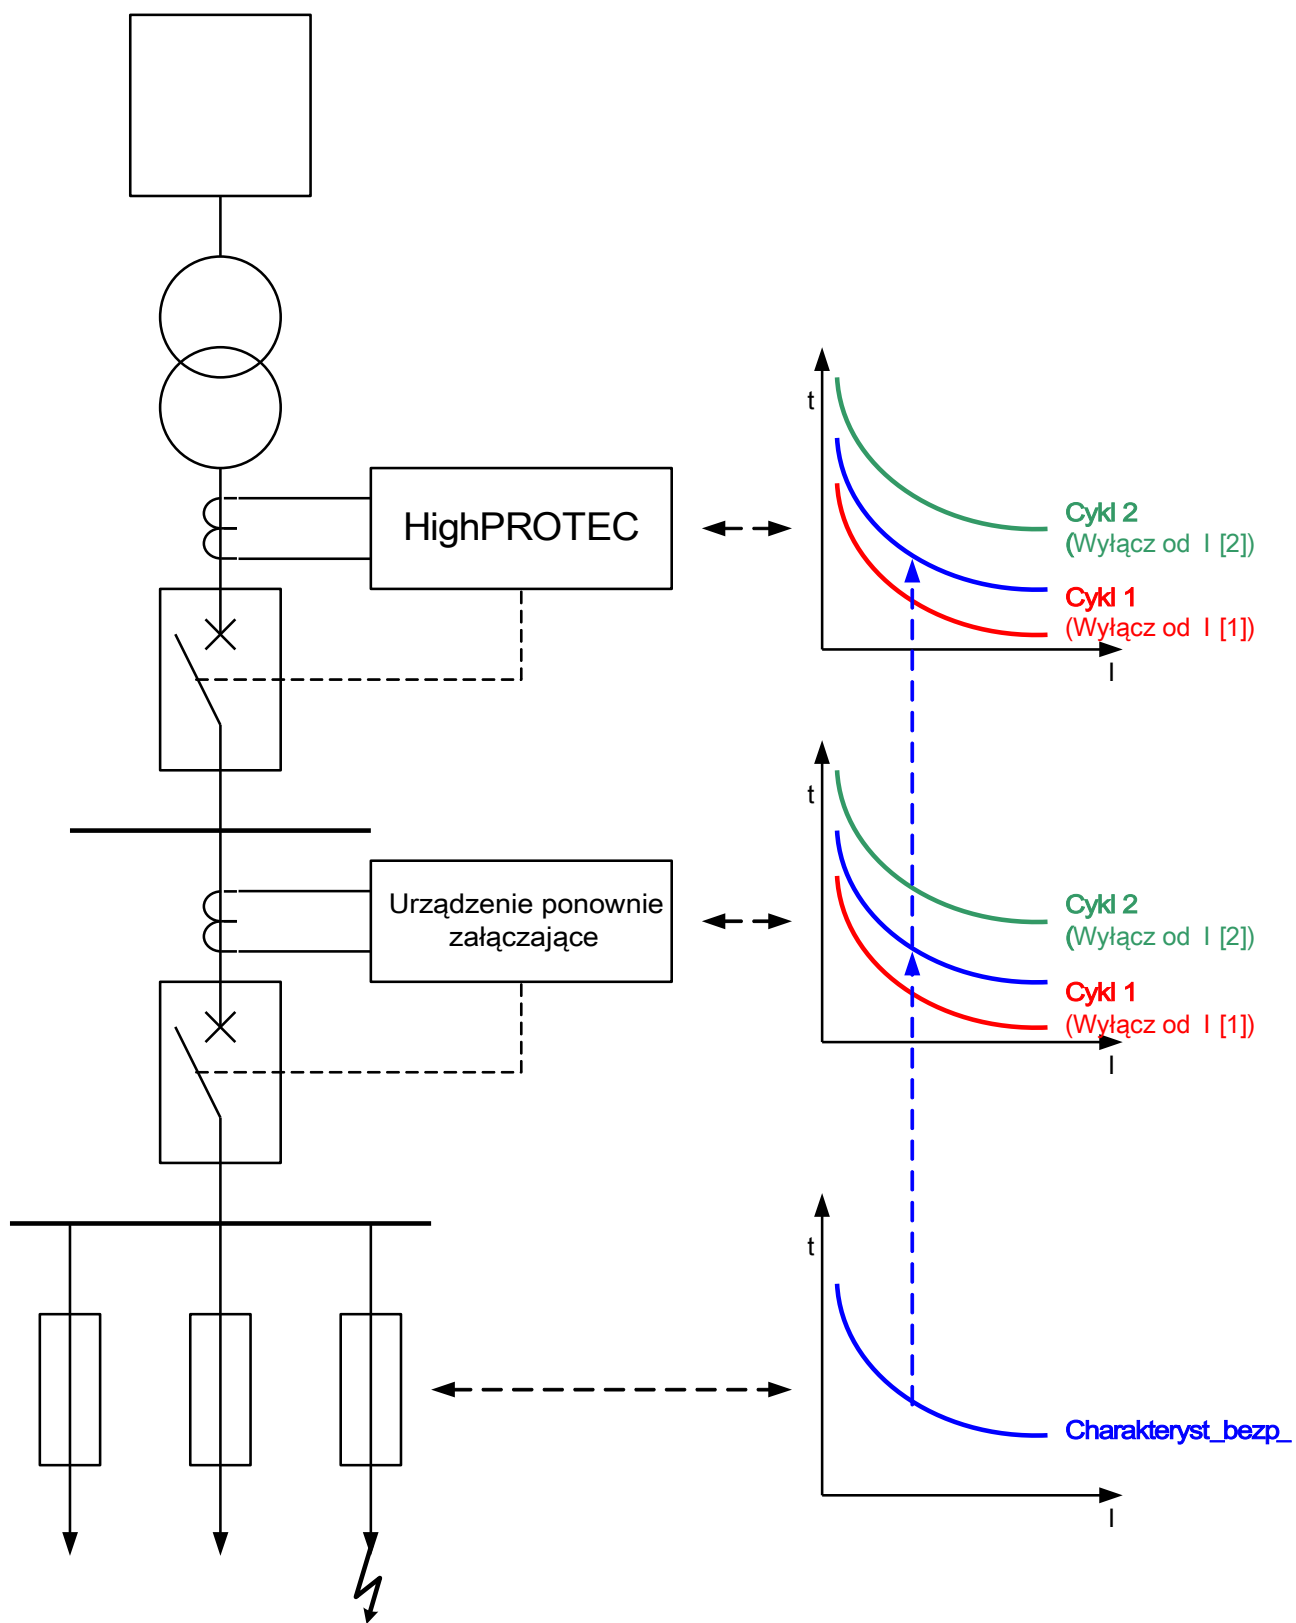 t
HighPROTEC
Cykl 2
(Wyłącz od I [2])
Cykl 1
(Wyłącz od I [1])
I
t
Urządzenie ponownie
załączające
Cykl 2
(Wyłącz od I [2])
Cykl 1
(Wyłącz od I [1])
I
t
Charakteryst_bezp_
I